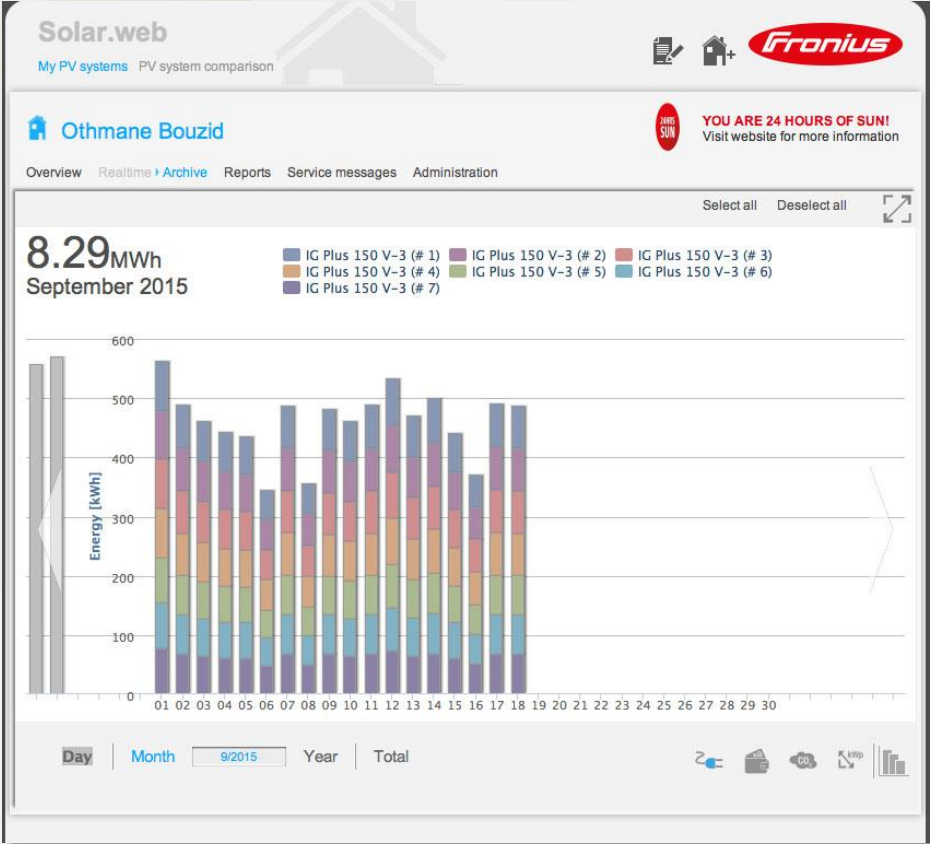 Solar.web
My PV systems PV system comparison
Fronius
Othmane Bouzid
24HRS
SUN
YOU ARE 24 HOURS OF SUN!
Visit website for more information
Overview Realtime Archive Reports Service messages Administration
Select all Deselect all
8.29MWh
September 2015
IG Plus 150 V-3 (# 1) IG Plus 150 V-3 (# 2) IG Plus 150 V-3 (# 3)
IG Plus 150 V-3 (# 4) IG Plus 150 V-3 (# 5) IG Plus 150 V-3 (# 6)
IG Plus 150 V-3 (# 7)
600
500
400
300
200
100
0
Energy [kWh]
01 02 03 04 05 06 07 08 09 10 11 12 13 14 15 16 17 18 19 20 21 22 23 24 25 26 27 28 29 30
Day Month 9/2015 Year Total
CO2 kWp